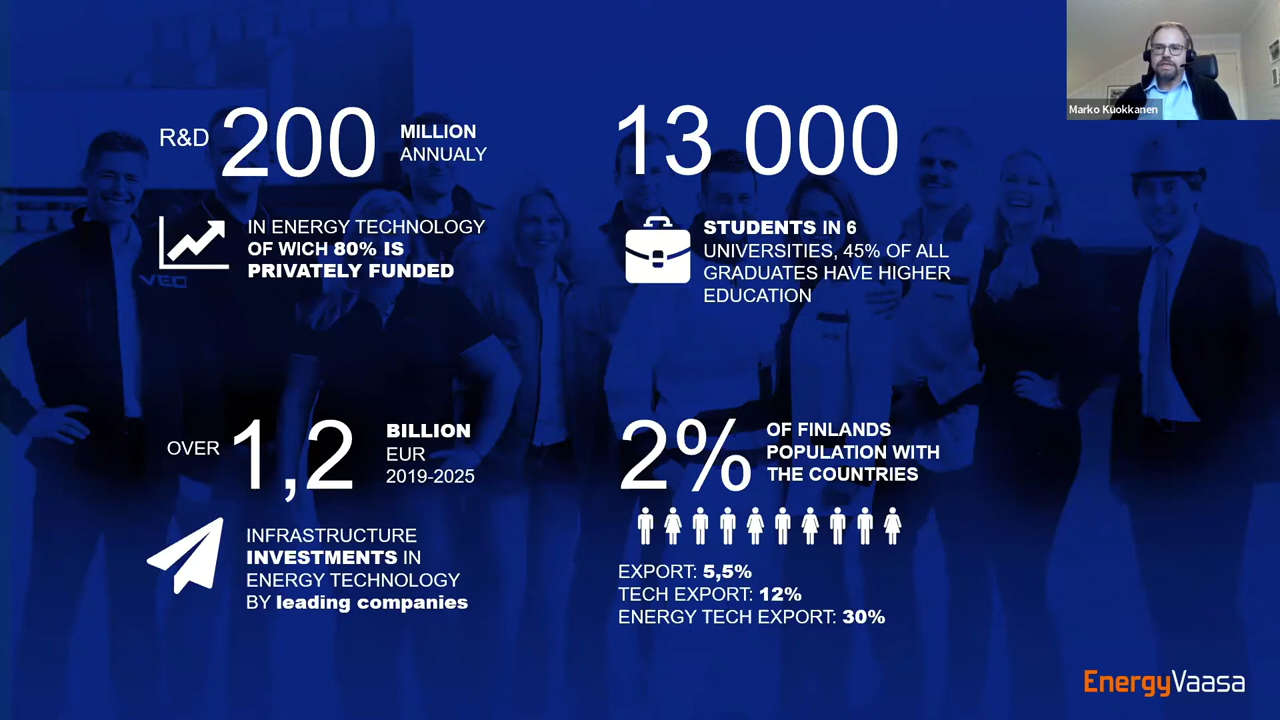 R&D 200 MILLION
ANNUALY
IN ENERGY TECHNOLOGY
OF WICH 80% IS
PRIVATELY FUNDED
13 000
STUDENTS IN 6
UNIVERSITIES, 45% OF ALL
GRADUATES HAVE HIGHER
EDUCATION
OVER 1,2 BILLION
EUR
2019-2025
INFRASTRUCTURE
INVESTMENTS IN
ENERGY TECHNOLOGY
BY leading companies
2% OF FINLANDS
POPULATION WITH
THE COUNTRIES
EXPORT: 5,5%
TECH EXPORT: 12%
ENERGY TECH EXPORT: 30%
Marko Kuokkanen
VEO
EnergyVaasa